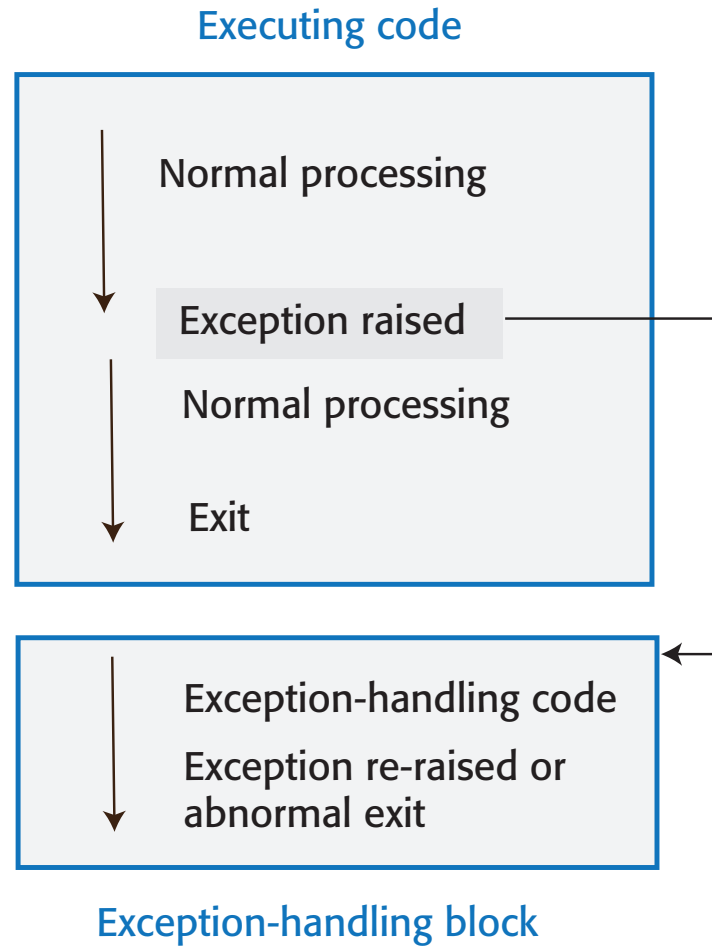 Executing code
Normal processing
Exception raised
Normal processing
Exit
Exception-handling code
Exception re-raised or
abnormal exit
Exception-handling block